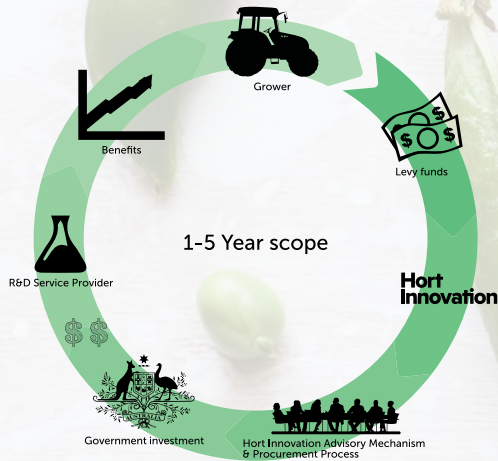 Grower
Levy funds
Hort
Innovation
Hort Innovation Advisory Mechanism
& Procurement Process
Government investment
AUSTRALIA
$ $
R&D Service Provider
Benefits
1-5 Year scope
$
$ $